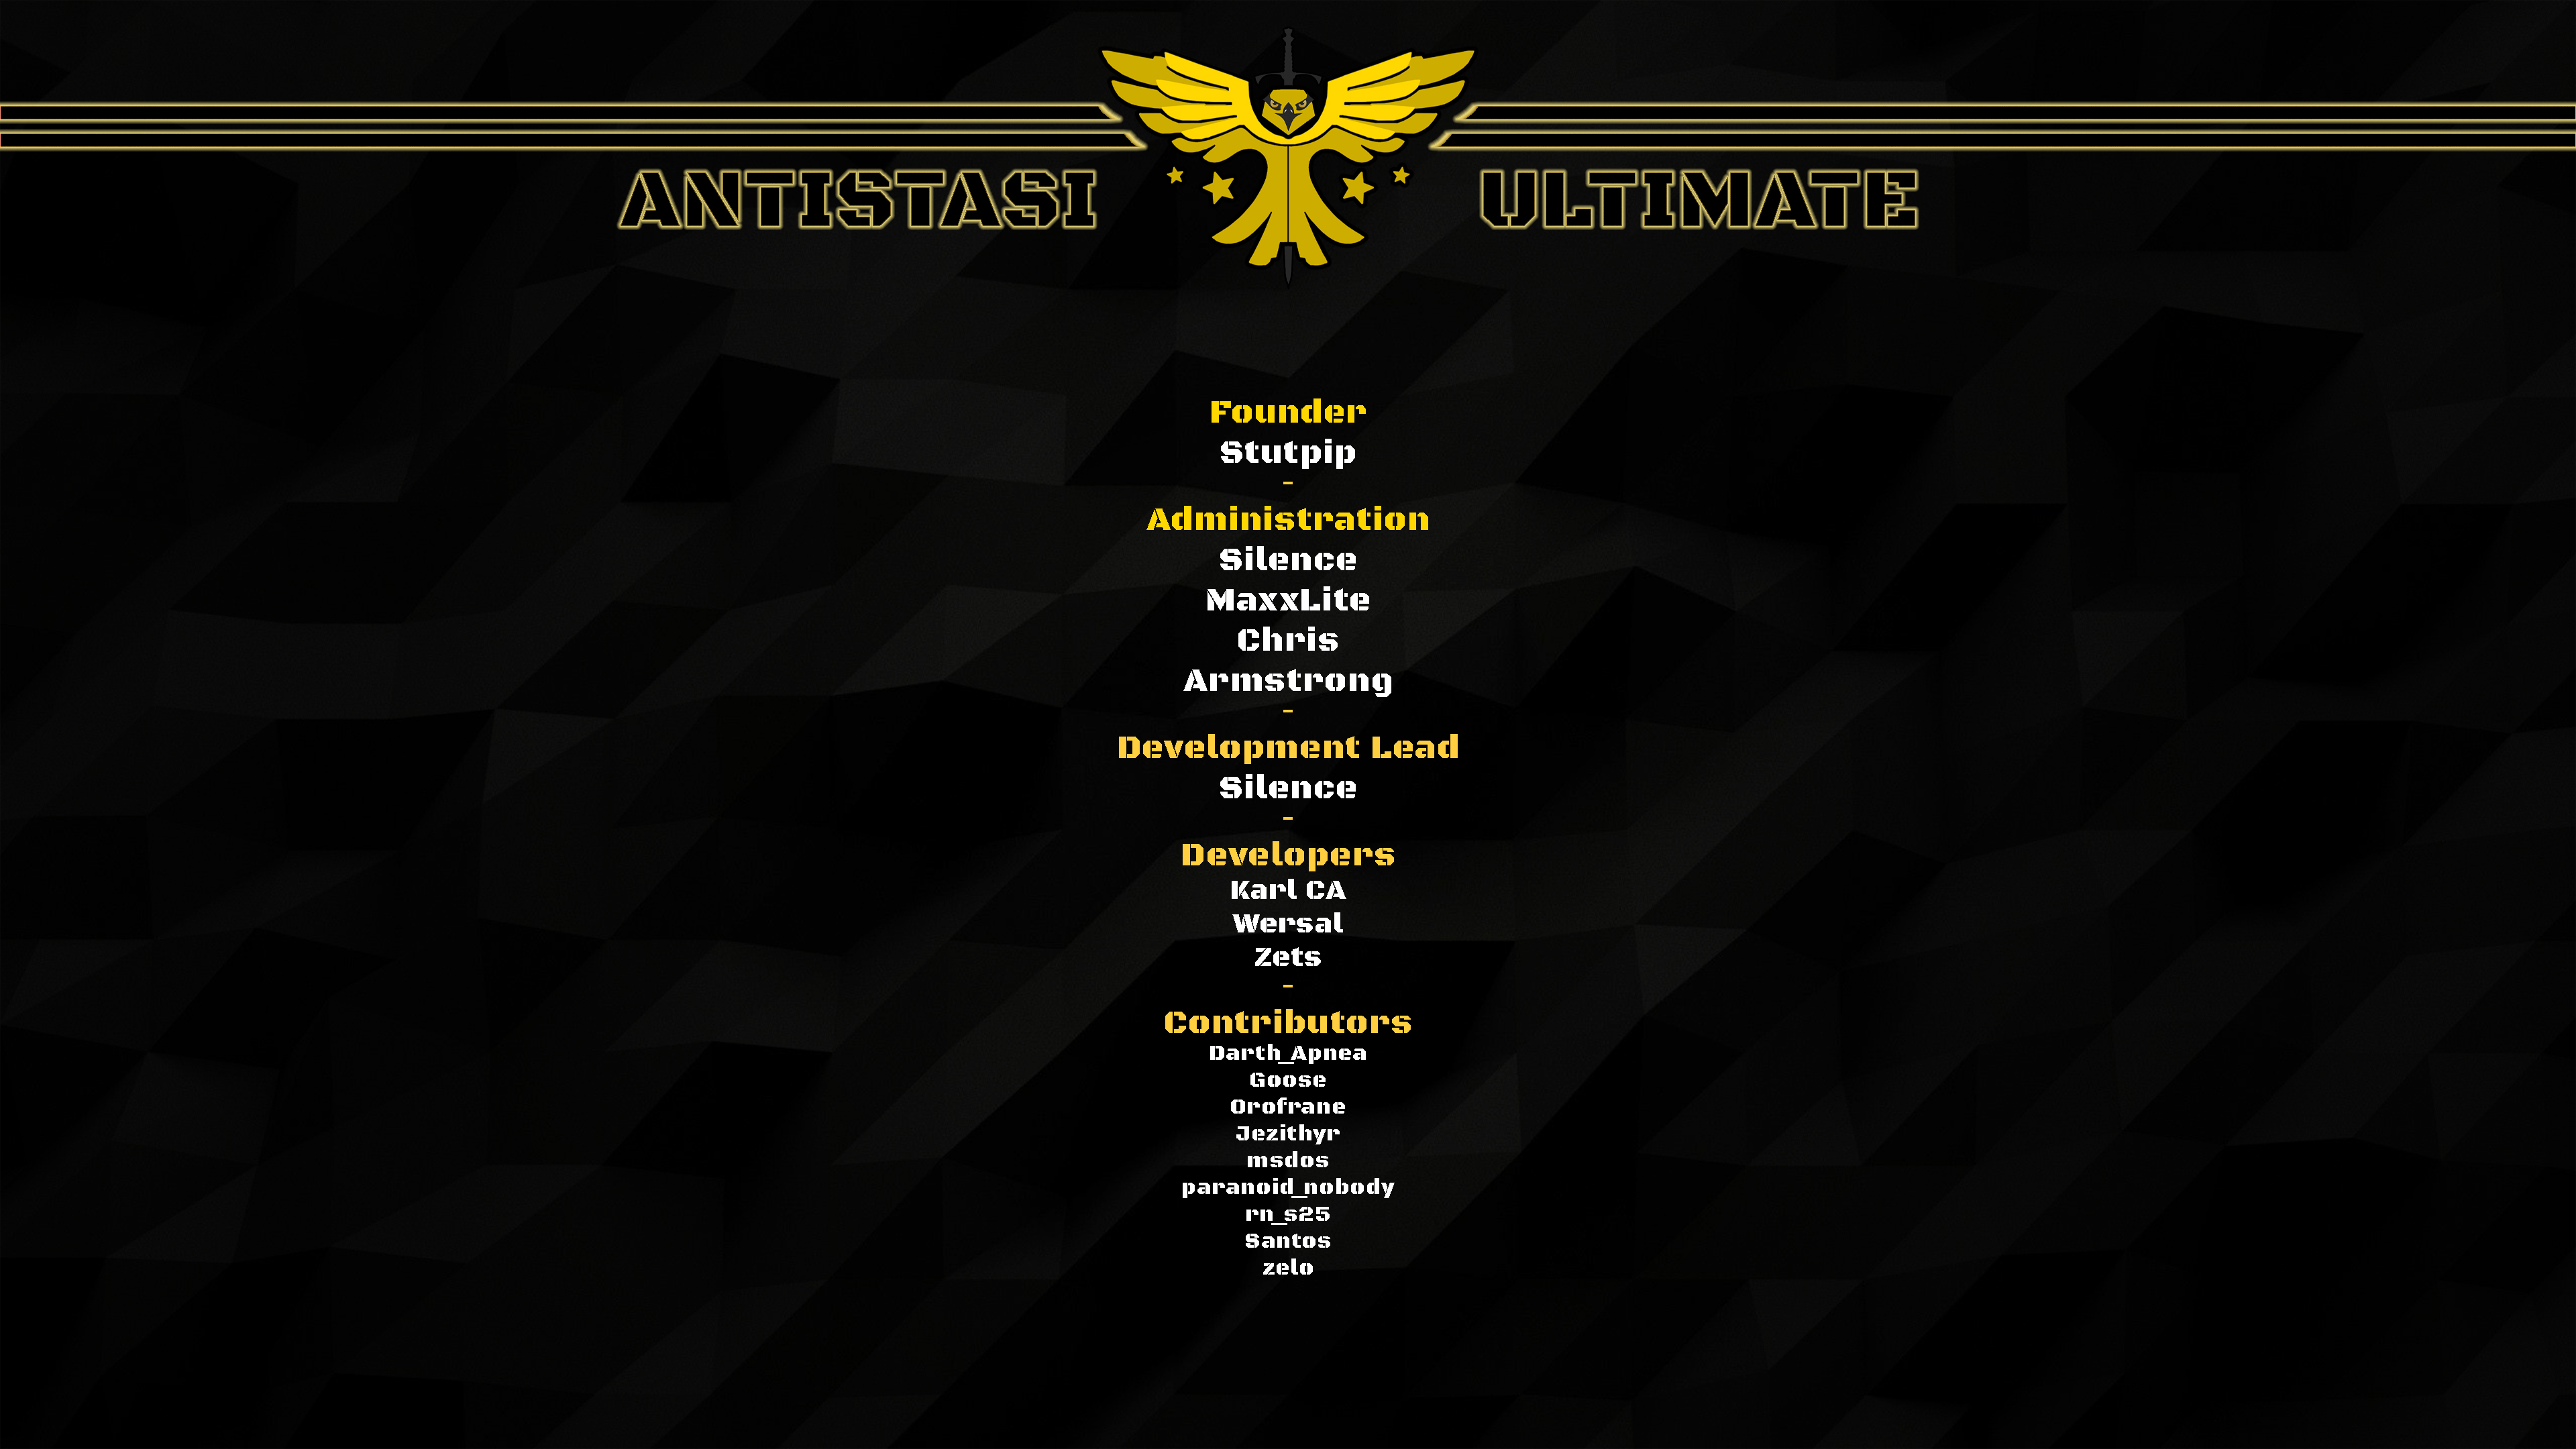 ANTISTASI ULTIMATE
Founder
Stutpip
-
Administration
Silence
MaxxLite
Chris
Armstrong
-
Development Lead
Silence
-
Developers
Karl CA
Wersal
Zets
-
Contributors
Darth_Apnea
Goose
Orofrane
Jezithyr
msdos
paranoid_nobody
rn_s25
Santos
zelo